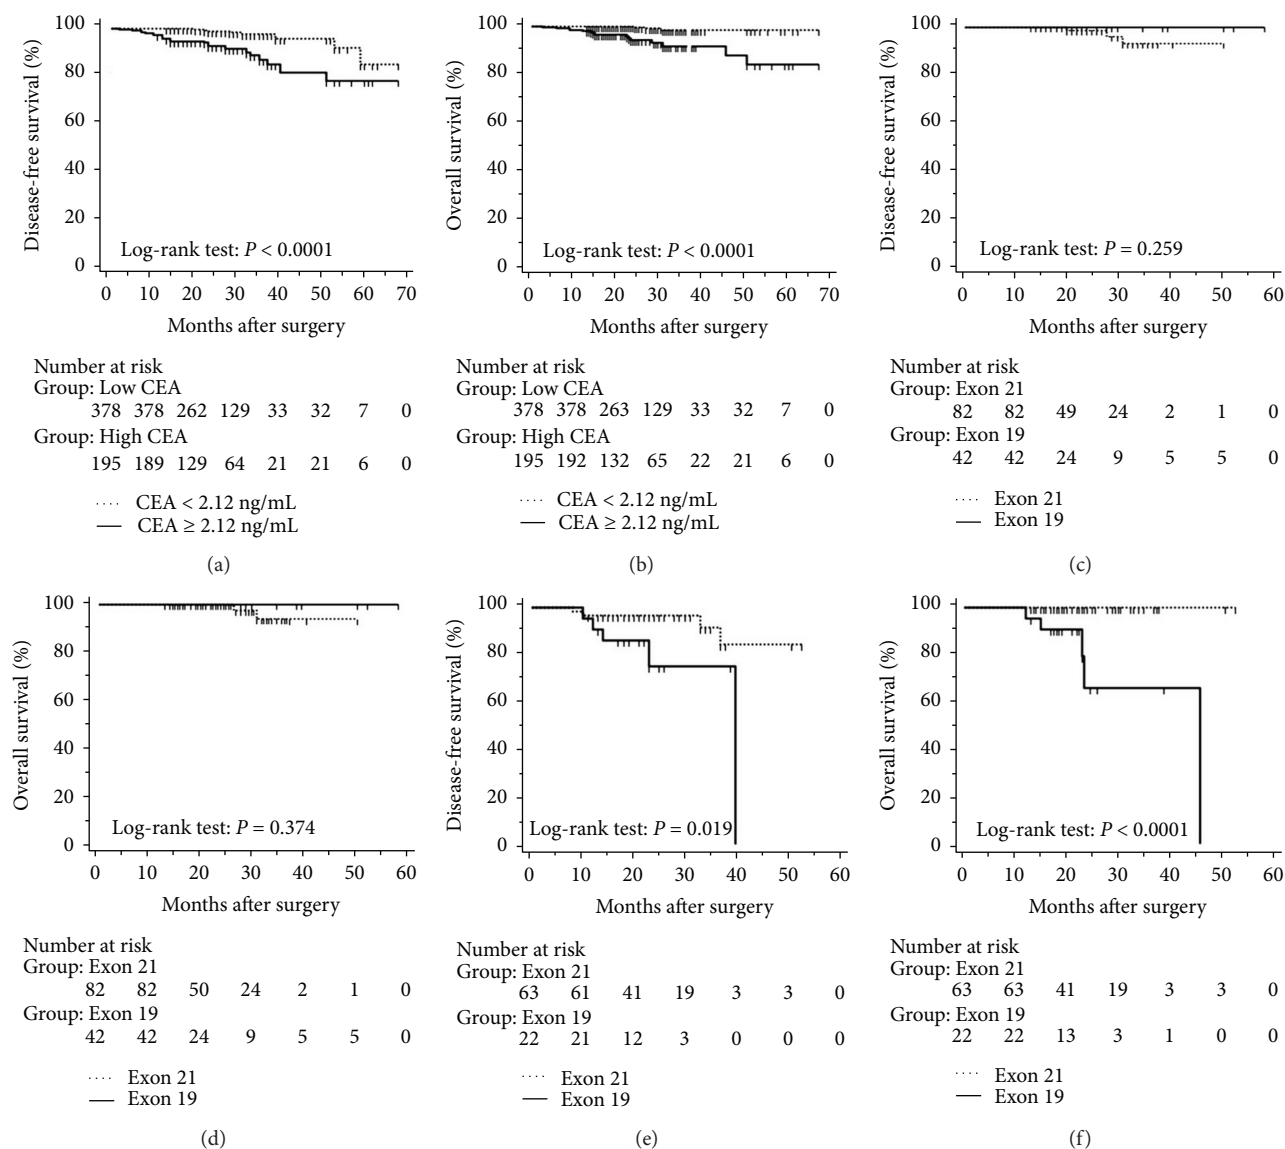 100
80
60
40
20
0
Disease-free survival (%)
Log-rank test: P < 0.0001
0 10 20 30 40 50 60 70
Months after surgery
Number at risk
Group: Low CEA
378 378 262 129 33 32 7 0
Group: High CEA
195 189 129 64 21 21 6 0
CEA < 2.12 ng/mL
CEA ≥ 2.12 ng/mL
(a)
100
80
60
40
20
0
Overall survival (%)
Log-rank test: P < 0.0001
0 10 20 30 40 50 60 70
Months after surgery
Number at risk
Group: Low CEA
378 378 263 129 33 32 7 0
Group: High CEA
195 192 132 65 22 21 6 0
CEA < 2.12 ng/mL
CEA ≥ 2.12 ng/mL
(b)
100
80
60
40
20
0
Disease-free survival (%)
Log-rank test: P = 0.259
0 10 20 30 40 50 60
Months after surgery
Number at risk
Group: Exon 21
82 82 49 24 2 1 0
Group: Exon 19
42 42 24 9 5 5 0
Exon 21
Exon 19
(c)
100
80
60
40
20
0
Overall survival (%)
Log-rank test: P = 0.374
0 10 20 30 40 50 60
Months after surgery
Number at risk
Group: Exon 21
82 82 50 24 2 1 0
Group: Exon 19
42 42 24 9 5 5 0
Exon 21
Exon 19
(d)
100
80
60
40
20
0
Disease-free survival (%)
Log-rank test: P = 0.019
0 10 20 30 40 50 60
Months after surgery
Number at risk
Group: Exon 21
63 61 41 19 3 3 0
Group: Exon 19
22 21 12 3 0 0 0
Exon 21
Exon 19
(e)
100
80
60
40
20
0
Overall survival (%)
Log-rank test: P < 0.0001
0 10 20 30 40 50 60
Months after surgery
Number at risk
Group: Exon 21
63 63 41 19 3 3 0
Group: Exon 19
22 22 13 3 1 0 0
Exon 21
Exon 19
(f)